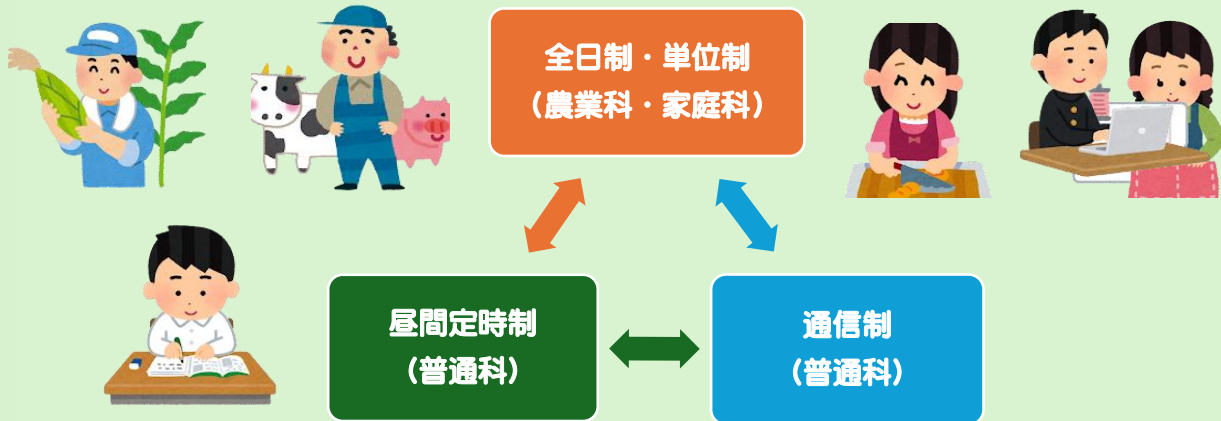 全日制・単位制
（農業科・家庭科）
昼間定時制
（普通科）
通信制
（普通科）